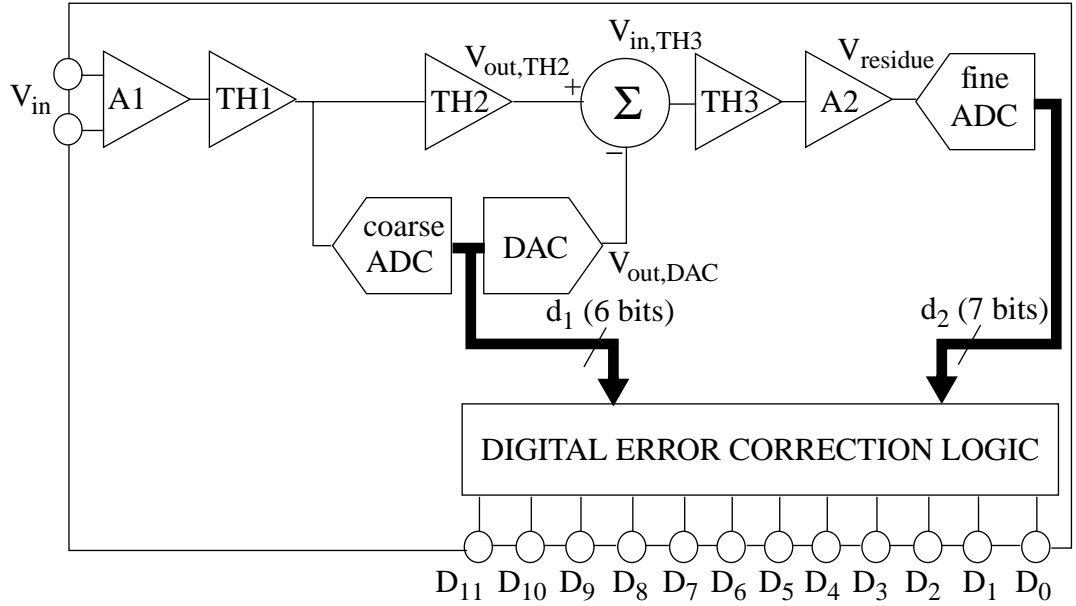 V_in
A1
TH1
TH2
V_out,TH2
+
Σ
−
V_in,TH3
TH3
A2
V_residue
fine
ADC
coarse
ADC
DAC
V_out,DAC
d_1 (6 bits)
d_2 (7 bits)
DIGITAL ERROR CORRECTION LOGIC
D_11 D_10 D_9 D_8 D_7 D_6 D_5 D_4 D_3 D_2 D_1 D_0